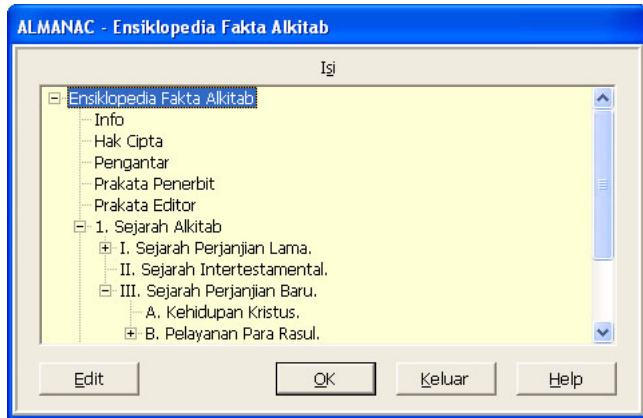 ALMANAC - Ensiklopedia Fakta Alkitab
Isi
Ensiklopedia Fakta Alkitab
Info
Hak Cipta
Pengantar
Prakata Penerbit
Prakata Editor
1. Sejarah Alkitab
I. Sejarah Perjanjian Lama.
II. Sejarah Intertestamental.
III. Sejarah Perjanjian Baru.
A. Kehidupan Kristus.
B. Pelayanan Para Rasul.
Edit OK Keluar Help